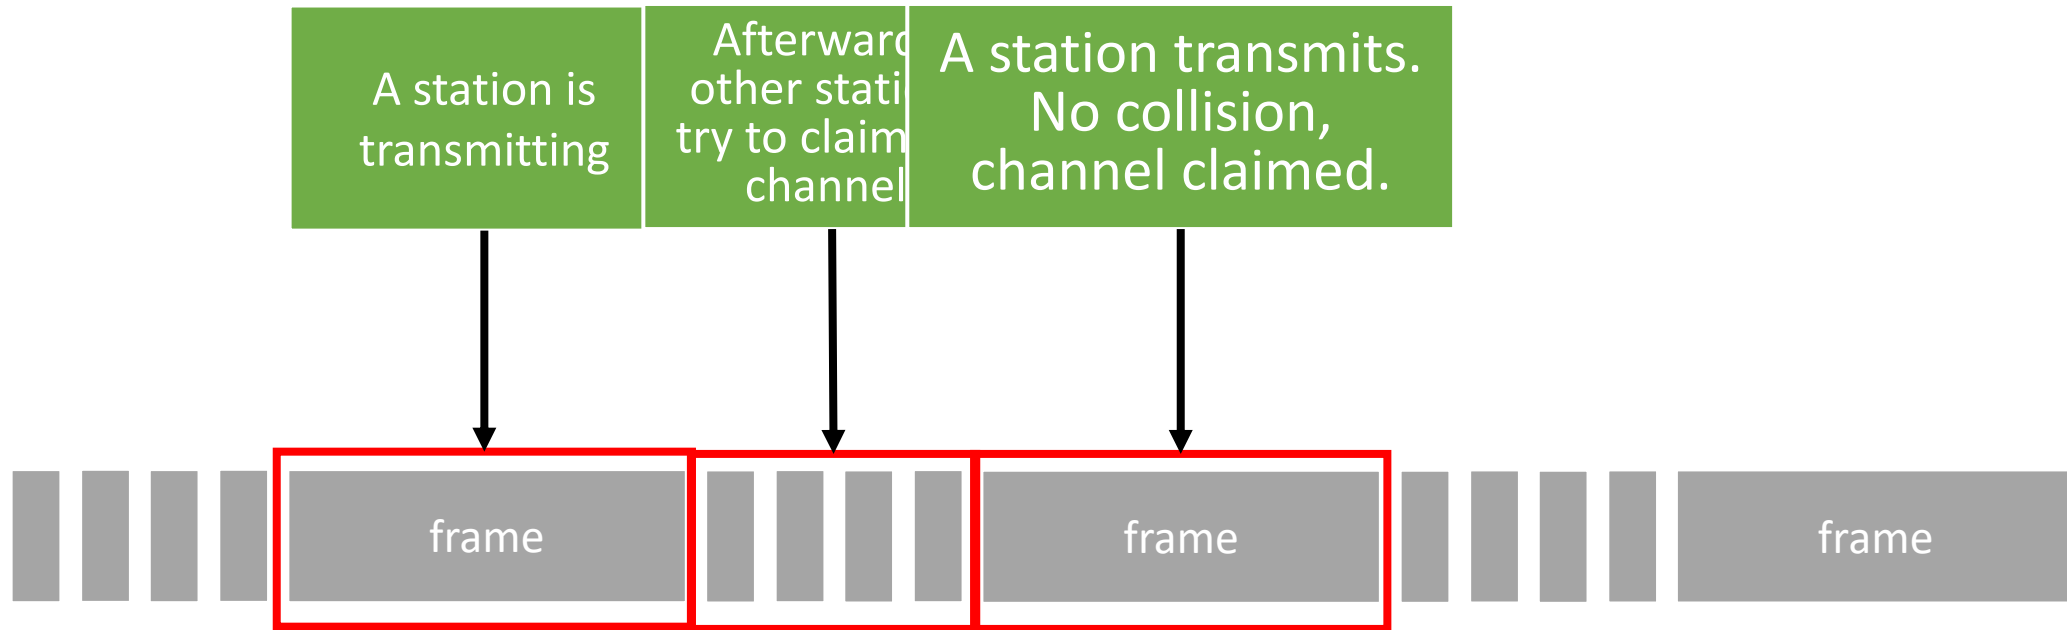 A station is
transmitting
other
try to claim
channel
A station transmits.
No collision,
channel claimed.
frame
frame
frame